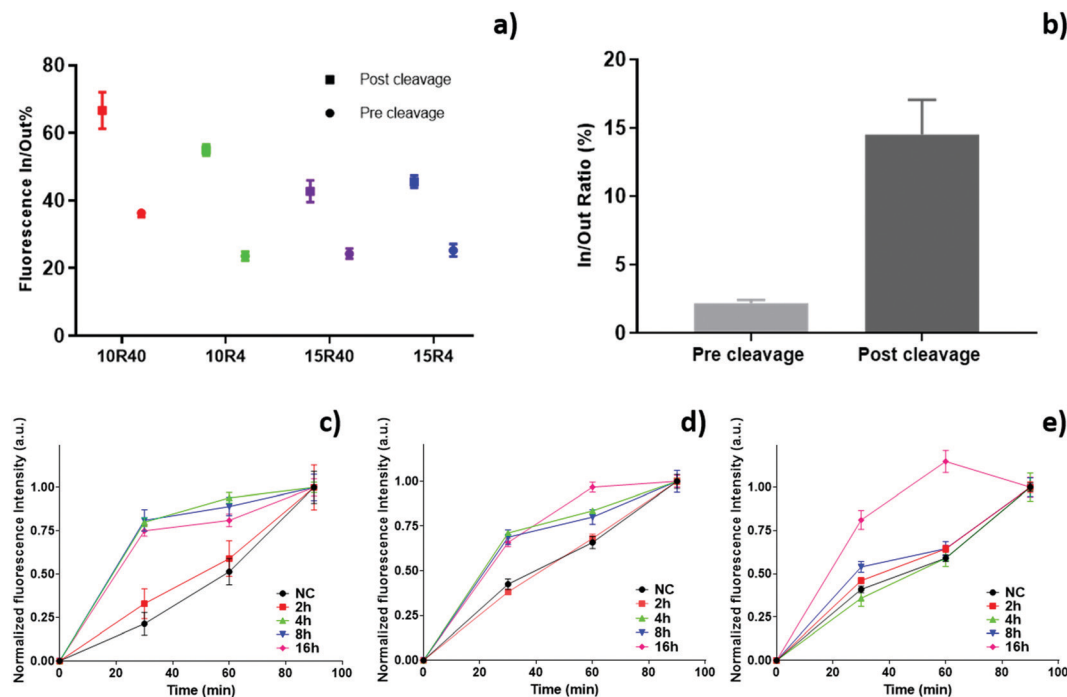 a)
Fluorescence In/Out%
80
60
40
20
0
Post cleavage
Pre cleavage
10R40 10R4 15R40 15R4
b)
In/Out Ratio (%)
20
15
10
5
0
Pre cleavage Post cleavage
c)
Normalized fluorescence Intensity (a.u.)
1.00
0.75
0.50
0.25
0.00
NC
2h
4h
8h
16h
0 20 40 60 80 100
Time (min)
d)
Normalized fluorescence Intensity (a.u.)
1.00
0.75
0.50
0.25
0.00
NC
2h
4h
8h
16h
0 20 40 60 80 100
Time (min)
e)
Normalized fluorescence Intensity (a.u.)
1.00
0.75
0.50
0.25
0.00
NC
2h
4h
8h
16h
0 20 40 60 80 100
Time (min)